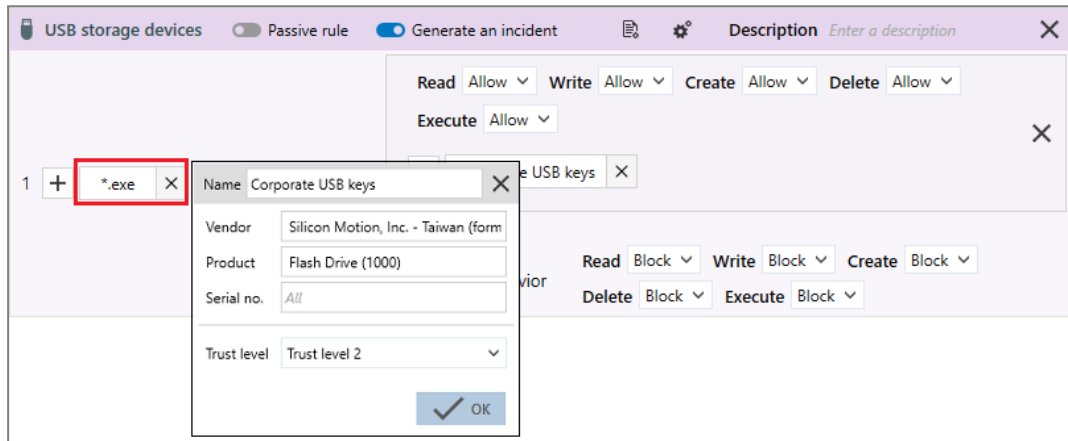 USB storage devices Passive rule Generate an incident Description Enter a description
Read Allow Write Allow Create Allow Delete Allow
Execute Allow
1 + *.exe e USB keys
Name Corporate USB keys
Vendor Silicon Motion, Inc. - Taiwan (form
Product Flash Drive (1000)
Serial no. All
Trust level Trust level 2
OK
vior
Read Block Write Block Create Block
Delete Block Execute Block